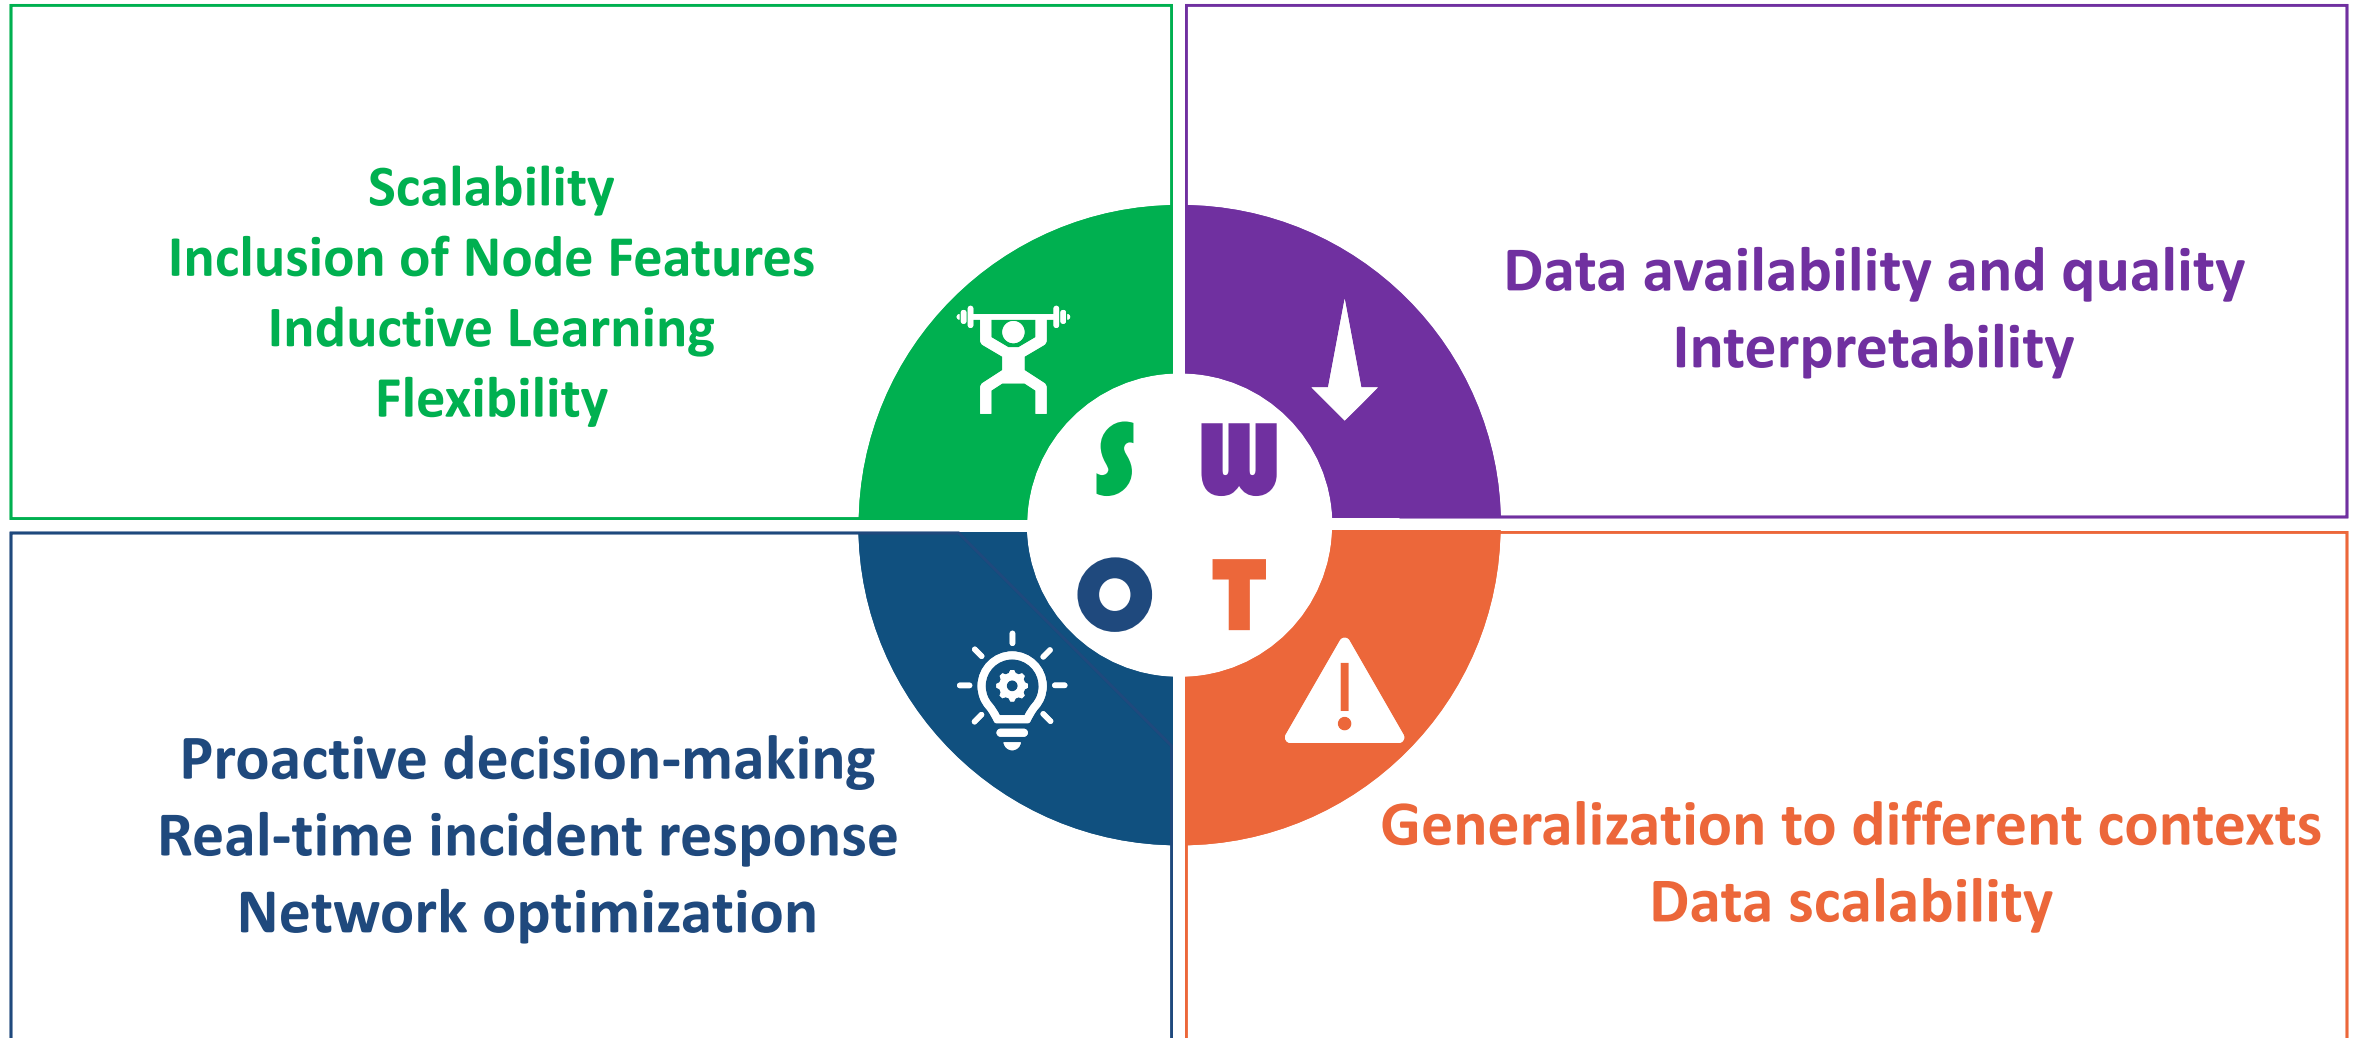 Scalability
Inclusion of Node Features
Inductive Learning
Flexibility
Data availability and quality
Interpretability
S W
O T
Proactive decision-making
Real-time incident response
Network optimization
Generalization to different contexts
Data scalability